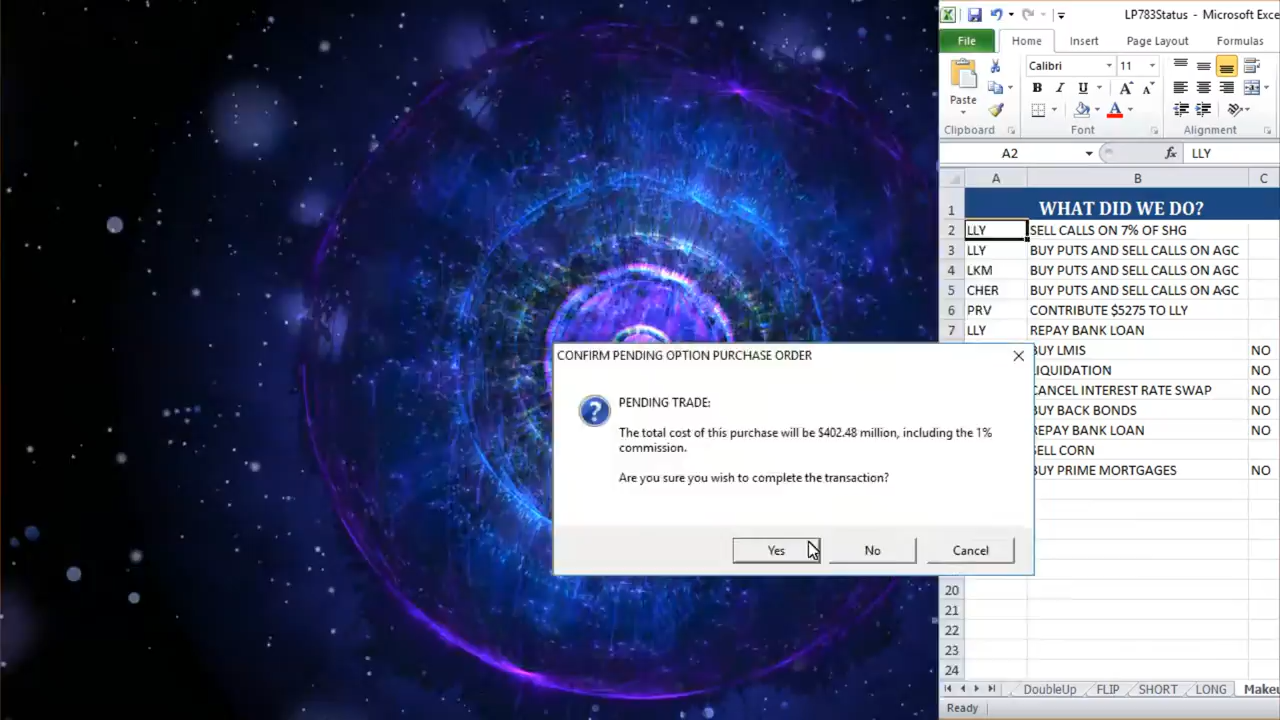 LP783Status - Microsoft Exce
File Home Insert Page Layout Formulas
Calibri 11
Paste
B I U A A
Clipboard Font Alignment
A2 fx LLY
A B C
1 WHAT DID WE DO?
2 LLY SELL CALLS ON 7% OF SHG
3 LLY BUY PUTS AND SELL CALLS ON AGC
4 LKM BUY PUTS AND SELL CALLS ON AGC
5 CHER BUY PUTS AND SELL CALLS ON AGC
6 PRV CONTRIBUTE $5275 TO LLY
7 LLY REPAY BANK LOAN
BUY LMIS NO
LIQUIDATION NO
CANCEL INTEREST RATE SWAP NO
BUY BACK BONDS NO
REPAY BANK LOAN NO
SELL CORN
BUY PRIME MORTGAGES NO
CONFIRM PENDING OPTION PURCHASE ORDER
PENDING TRADE:
The total cost of this purchase will be $402.48 million, including the 1%
commission.
Are you sure you wish to complete the transaction?
Yes No Cancel
20
21
22
23
24
DoubleUp FLIP SHORT LONG Makeu
Ready